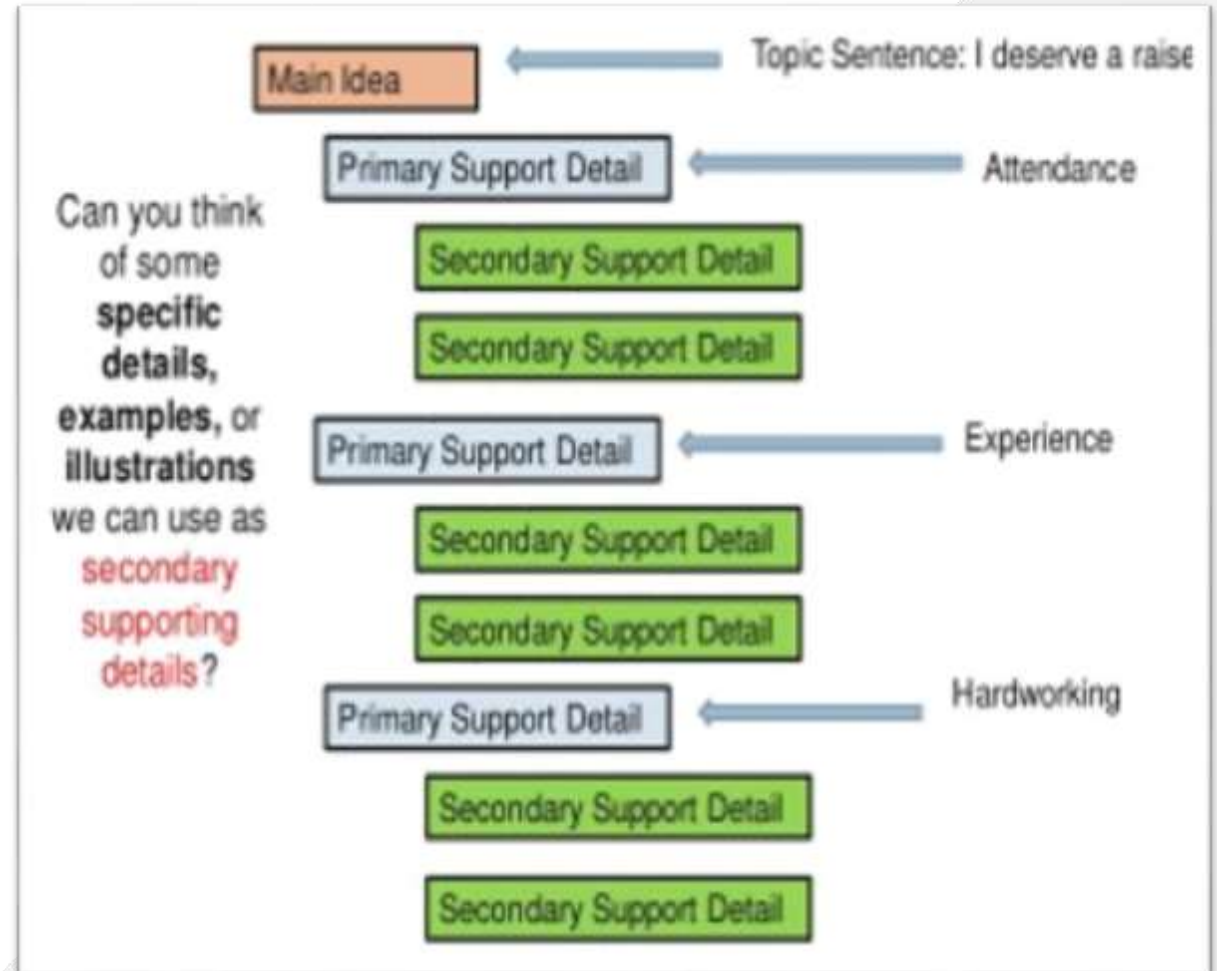 Main Idea
Topic Sentence: I deserve a raise
Primary Support Detail
Attendance
Can you think
of some
specific
details,
examples, or
illustrations
we can use as
secondary
supporting
details?
Secondary Support Detail
Secondary Support Detail
Primary Support Detail
Experience
Secondary Support Detail
Secondary Support Detail
Primary Support Detail
Hardworking
Secondary Support Detail
Secondary Support Detail